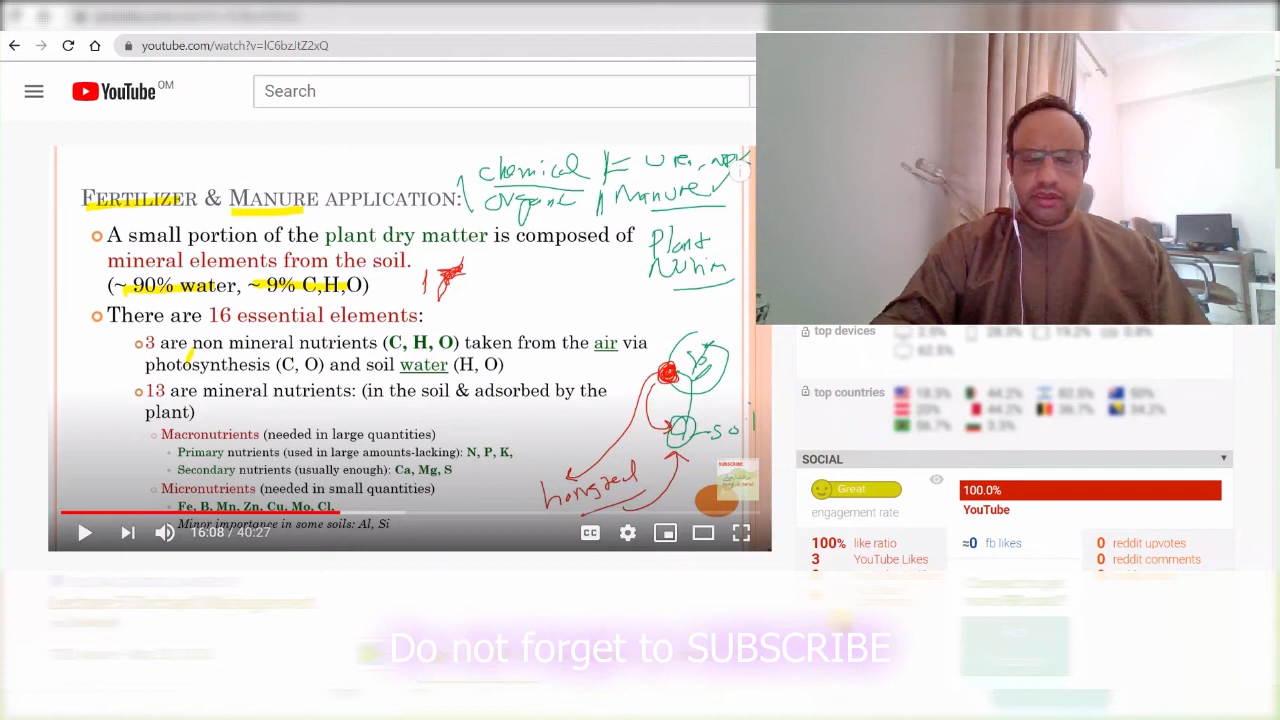 youtube.com/watch?v=lC6bzJtZ2xQ
YouTube OM
Search
FERTILIZER & MANURE APPLICATION:
chemical
Urea, NPK
organic
Manure
A small portion of the plant dry matter is composed of
mineral elements from the soil.
(~ 90% water, ~ 9% C,H,O)
Plant
There are 16 essential elements:
3 are non mineral nutrients (C, H, O) taken from the air via
photosynthesis (C, O) and soil water (H, O)
13 are mineral nutrients: (in the soil & adsorbed by the
plant)
soil
Macronutrients (needed in large quantities)
Primary nutrients (used in large amounts-lacking): N, P, K,
Secondary nutrients (usually enough): Ca, Mg, S
Micronutrients (needed in small quantities)
Fe, B, Mn, Zn, Cu, Mo, Cl,
Minor importance in some soils: Al, Si
SUBSCRIBE
16:08 / 40:27
CC
top devices
top countries
SOCIAL
Great
engagement rate
100.0%
YouTube
100% like ratio
3 YouTube Likes
≈0 fb likes
0 reddit upvotes
0 reddit comments
Do not forget to SUBSCRIBE